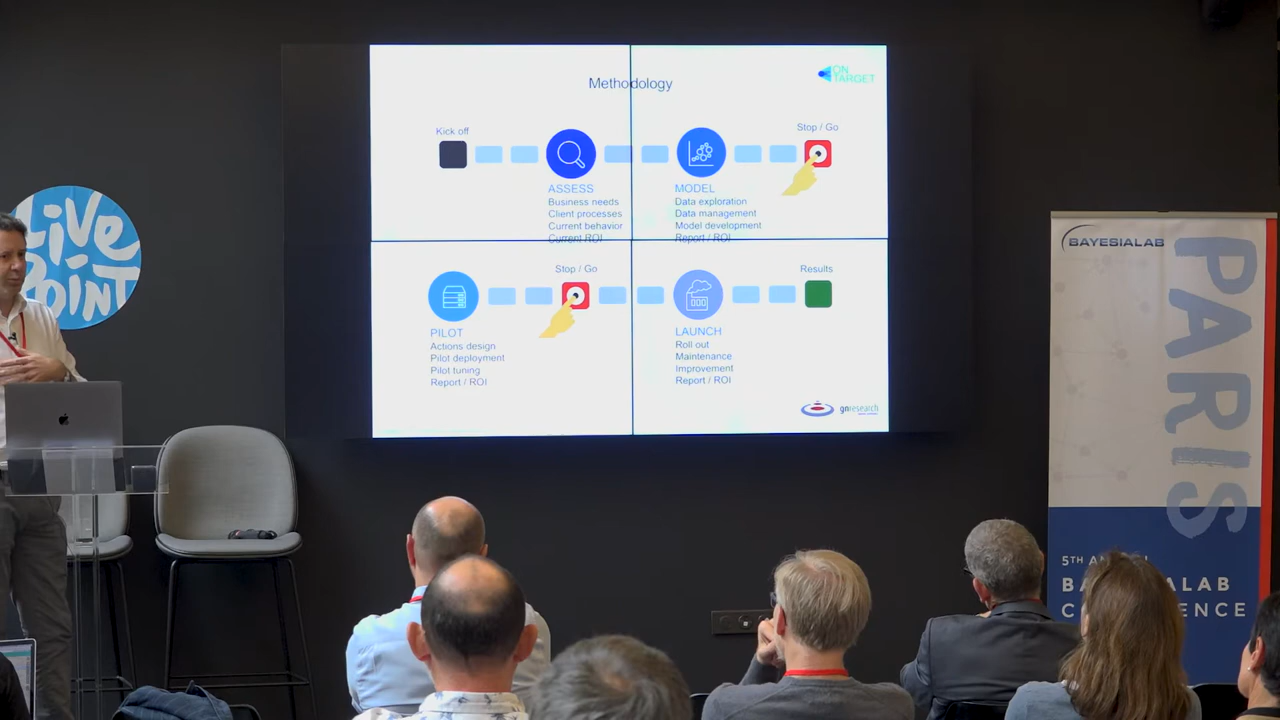 Methodology
ON
TARGET
Kick off
Stop / Go
ASSESS
Business needs
Client processes
Current behavior
Current ROI
MODEL
Data exploration
Data management
Model development
Report / ROI
Stop / Go
Results
PILOT
Actions design
Pilot deployment
Pilot tuning
Report / ROI
LAUNCH
Roll out
Maintenance
Improvement
Report / ROI
gnresearch
LiVE
POiNT
BAYESIALAB
PARIS
5TH